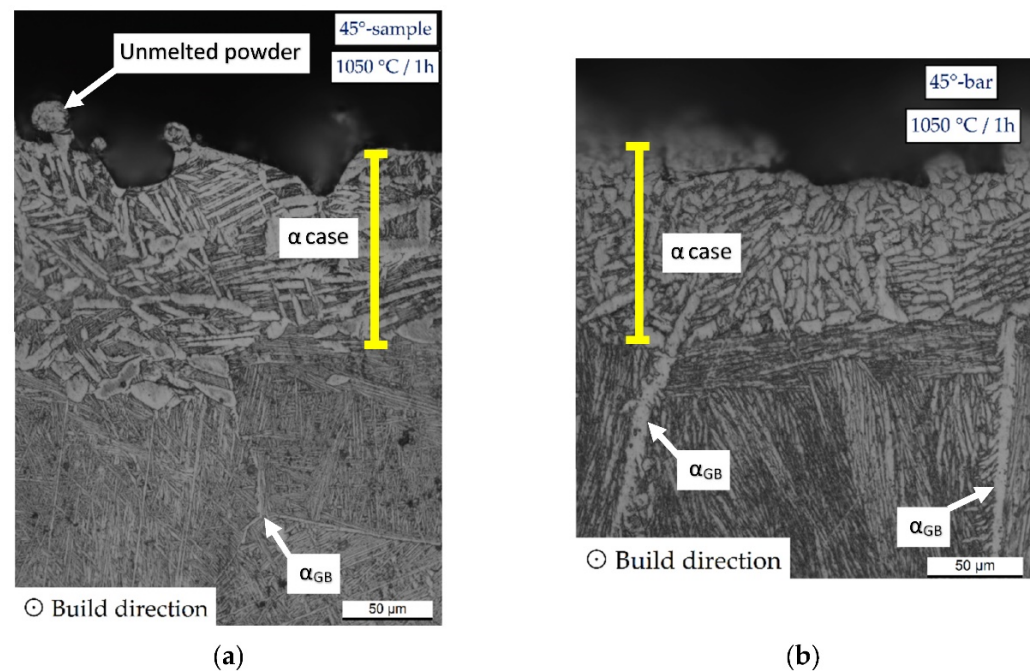 45°-sample
1050 °C / 1h
Unmelted powder
α case
αGB
⊙ Build direction
50 μm
(a)
45°-bar
1050 °C / 1h
α case
αGB
αGB
⊙ Build direction
50 μm
(b)